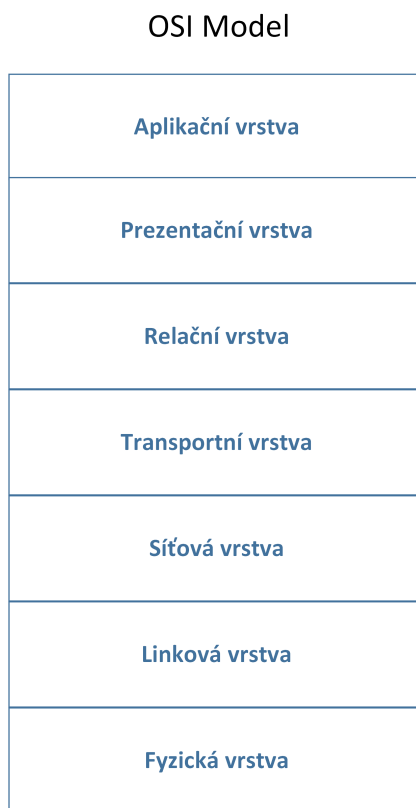 OSI Model
Aplikační vrstva
Prezentační vrstva
Relační vrstva
Transportní vrstva
Síťová vrstva
Linková vrstva
Fyzická vrstva